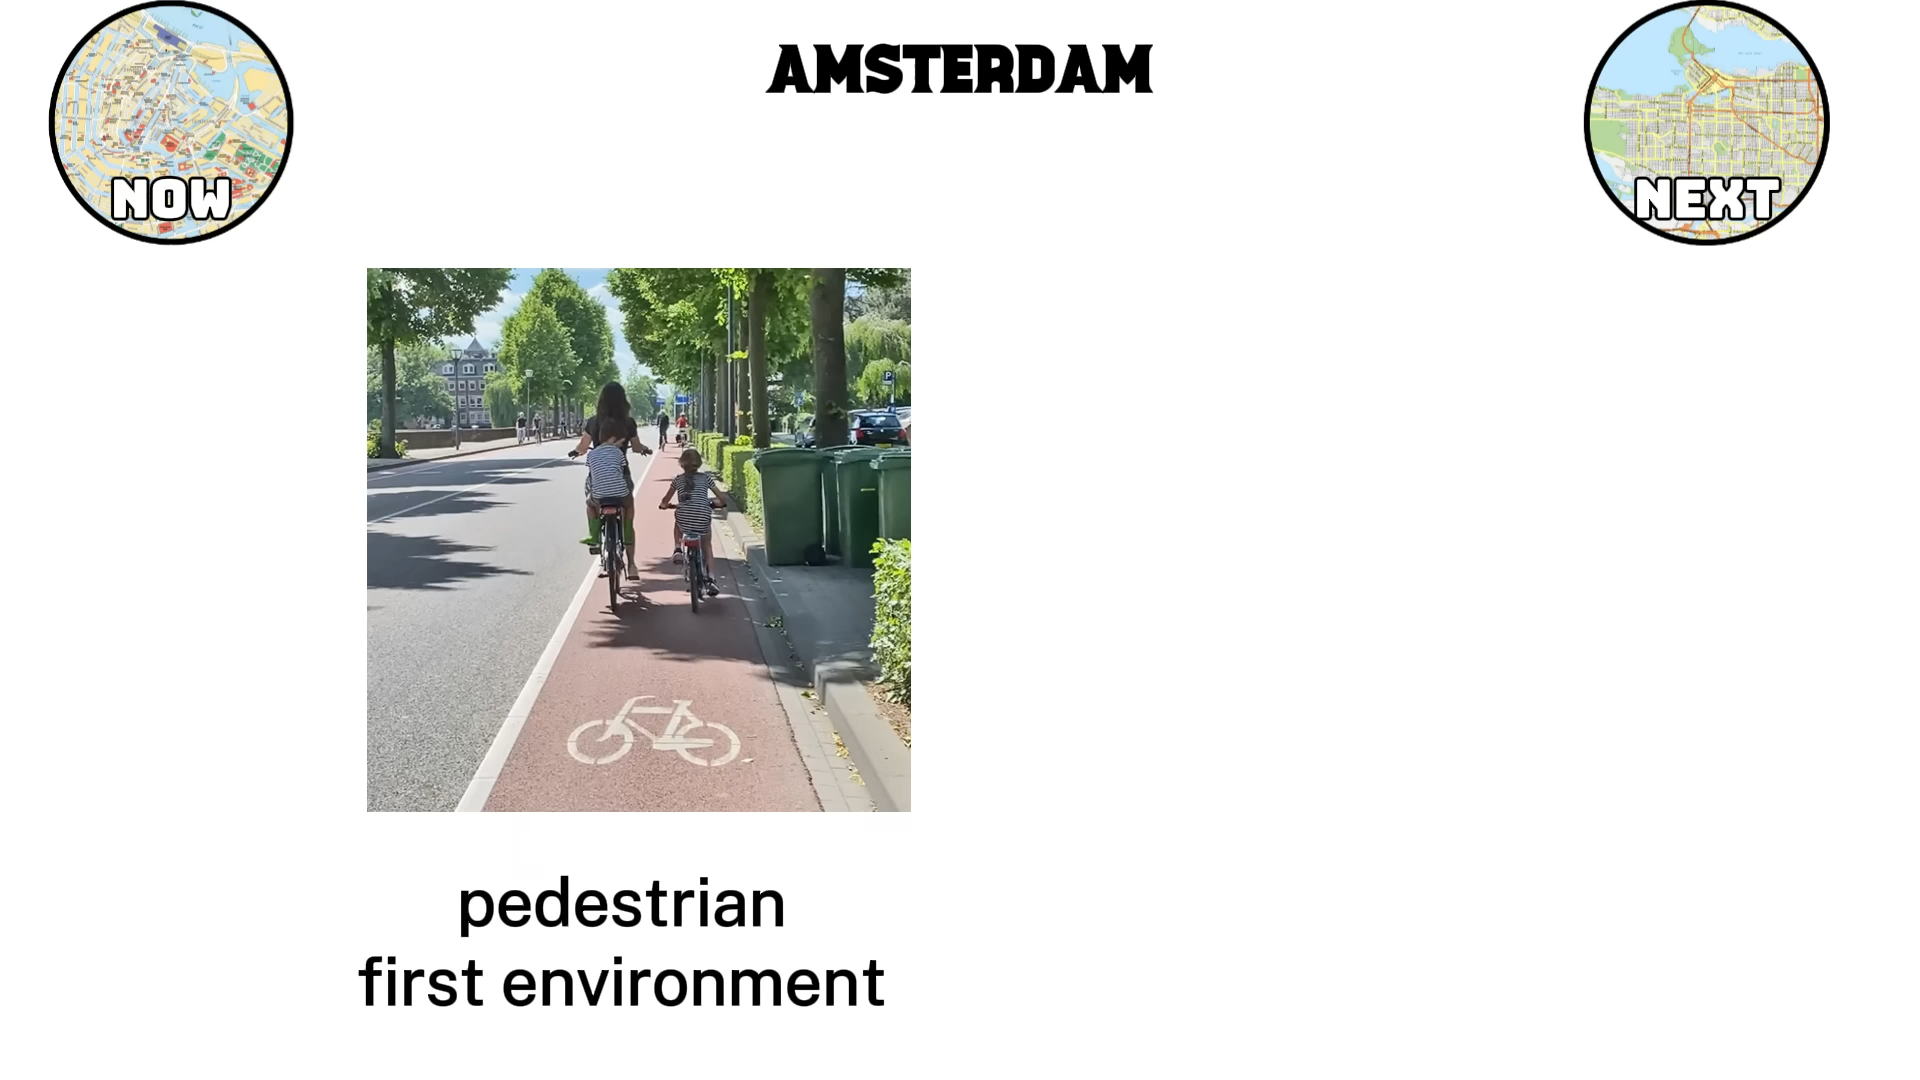 AMSTERDAM
NOW
NEXT
P
pedestrian
first environment